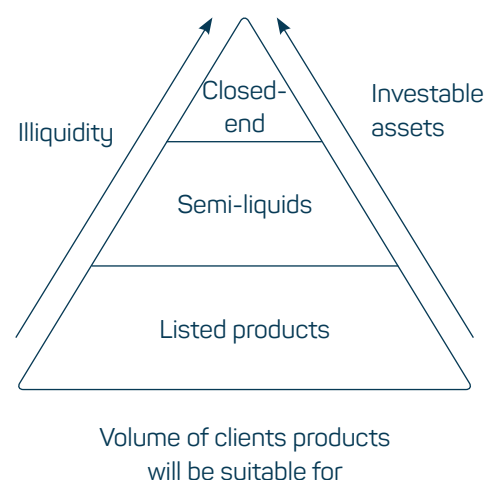 Closed-
end
Illiquidity
Investable
assets
Semi-liquids
Listed products
Volume of clients products
will be suitable for